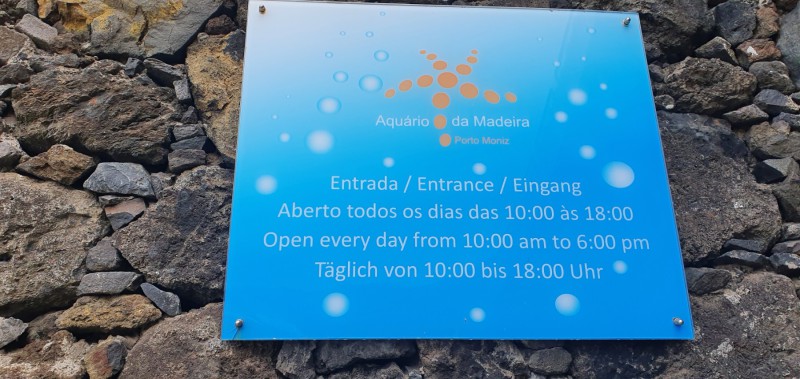 Aquário da Madeira
Porto Moniz
Entrada / Entrance / Eingang
Aberto todos os dias das 10:00 às 18:00
Open every day from 10:00 am to 6:00 pm
Täglich von 10:00 bis 18:00 Uhr